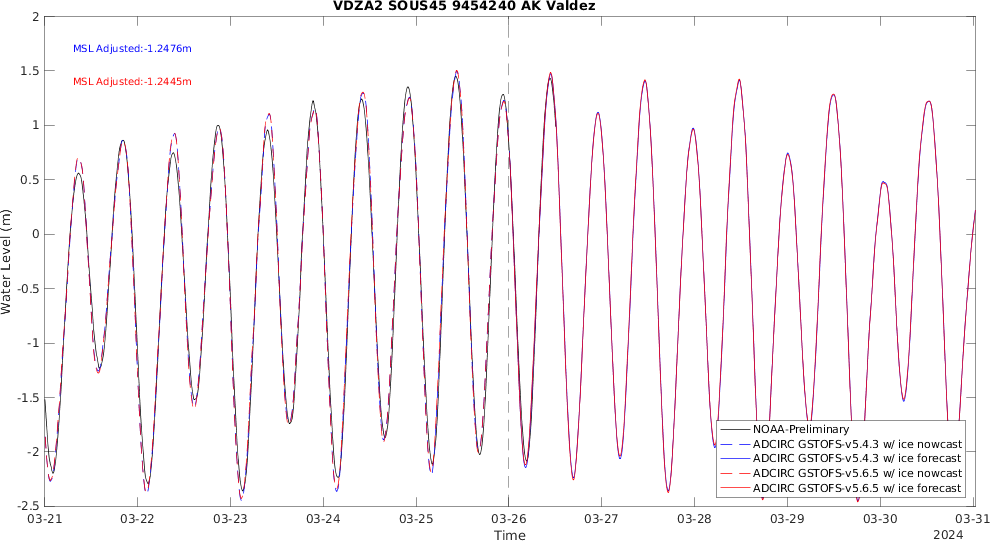 VDZA2 SOUS45 9454240 AK Valdez
MSL Adjusted:-1.2476m
MSL Adjusted:-1.2445m
Water Level (m)
2
1.5
1
0.5
0
-0.5
-1
-1.5
-2
-2.5
NOAA-Preliminary
ADCIRC GSTOFS-v5.4.3 w/ ice nowcast
ADCIRC GSTOFS-v5.4.3 w/ ice forecast
ADCIRC GSTOFS-v5.6.5 w/ ice nowcast
ADCIRC GSTOFS-v5.6.5 w/ ice forecast
03-21 03-22 03-23 03-24 03-25 03-26 03-27 03-28 03-29 03-30 03-31
Time
2024